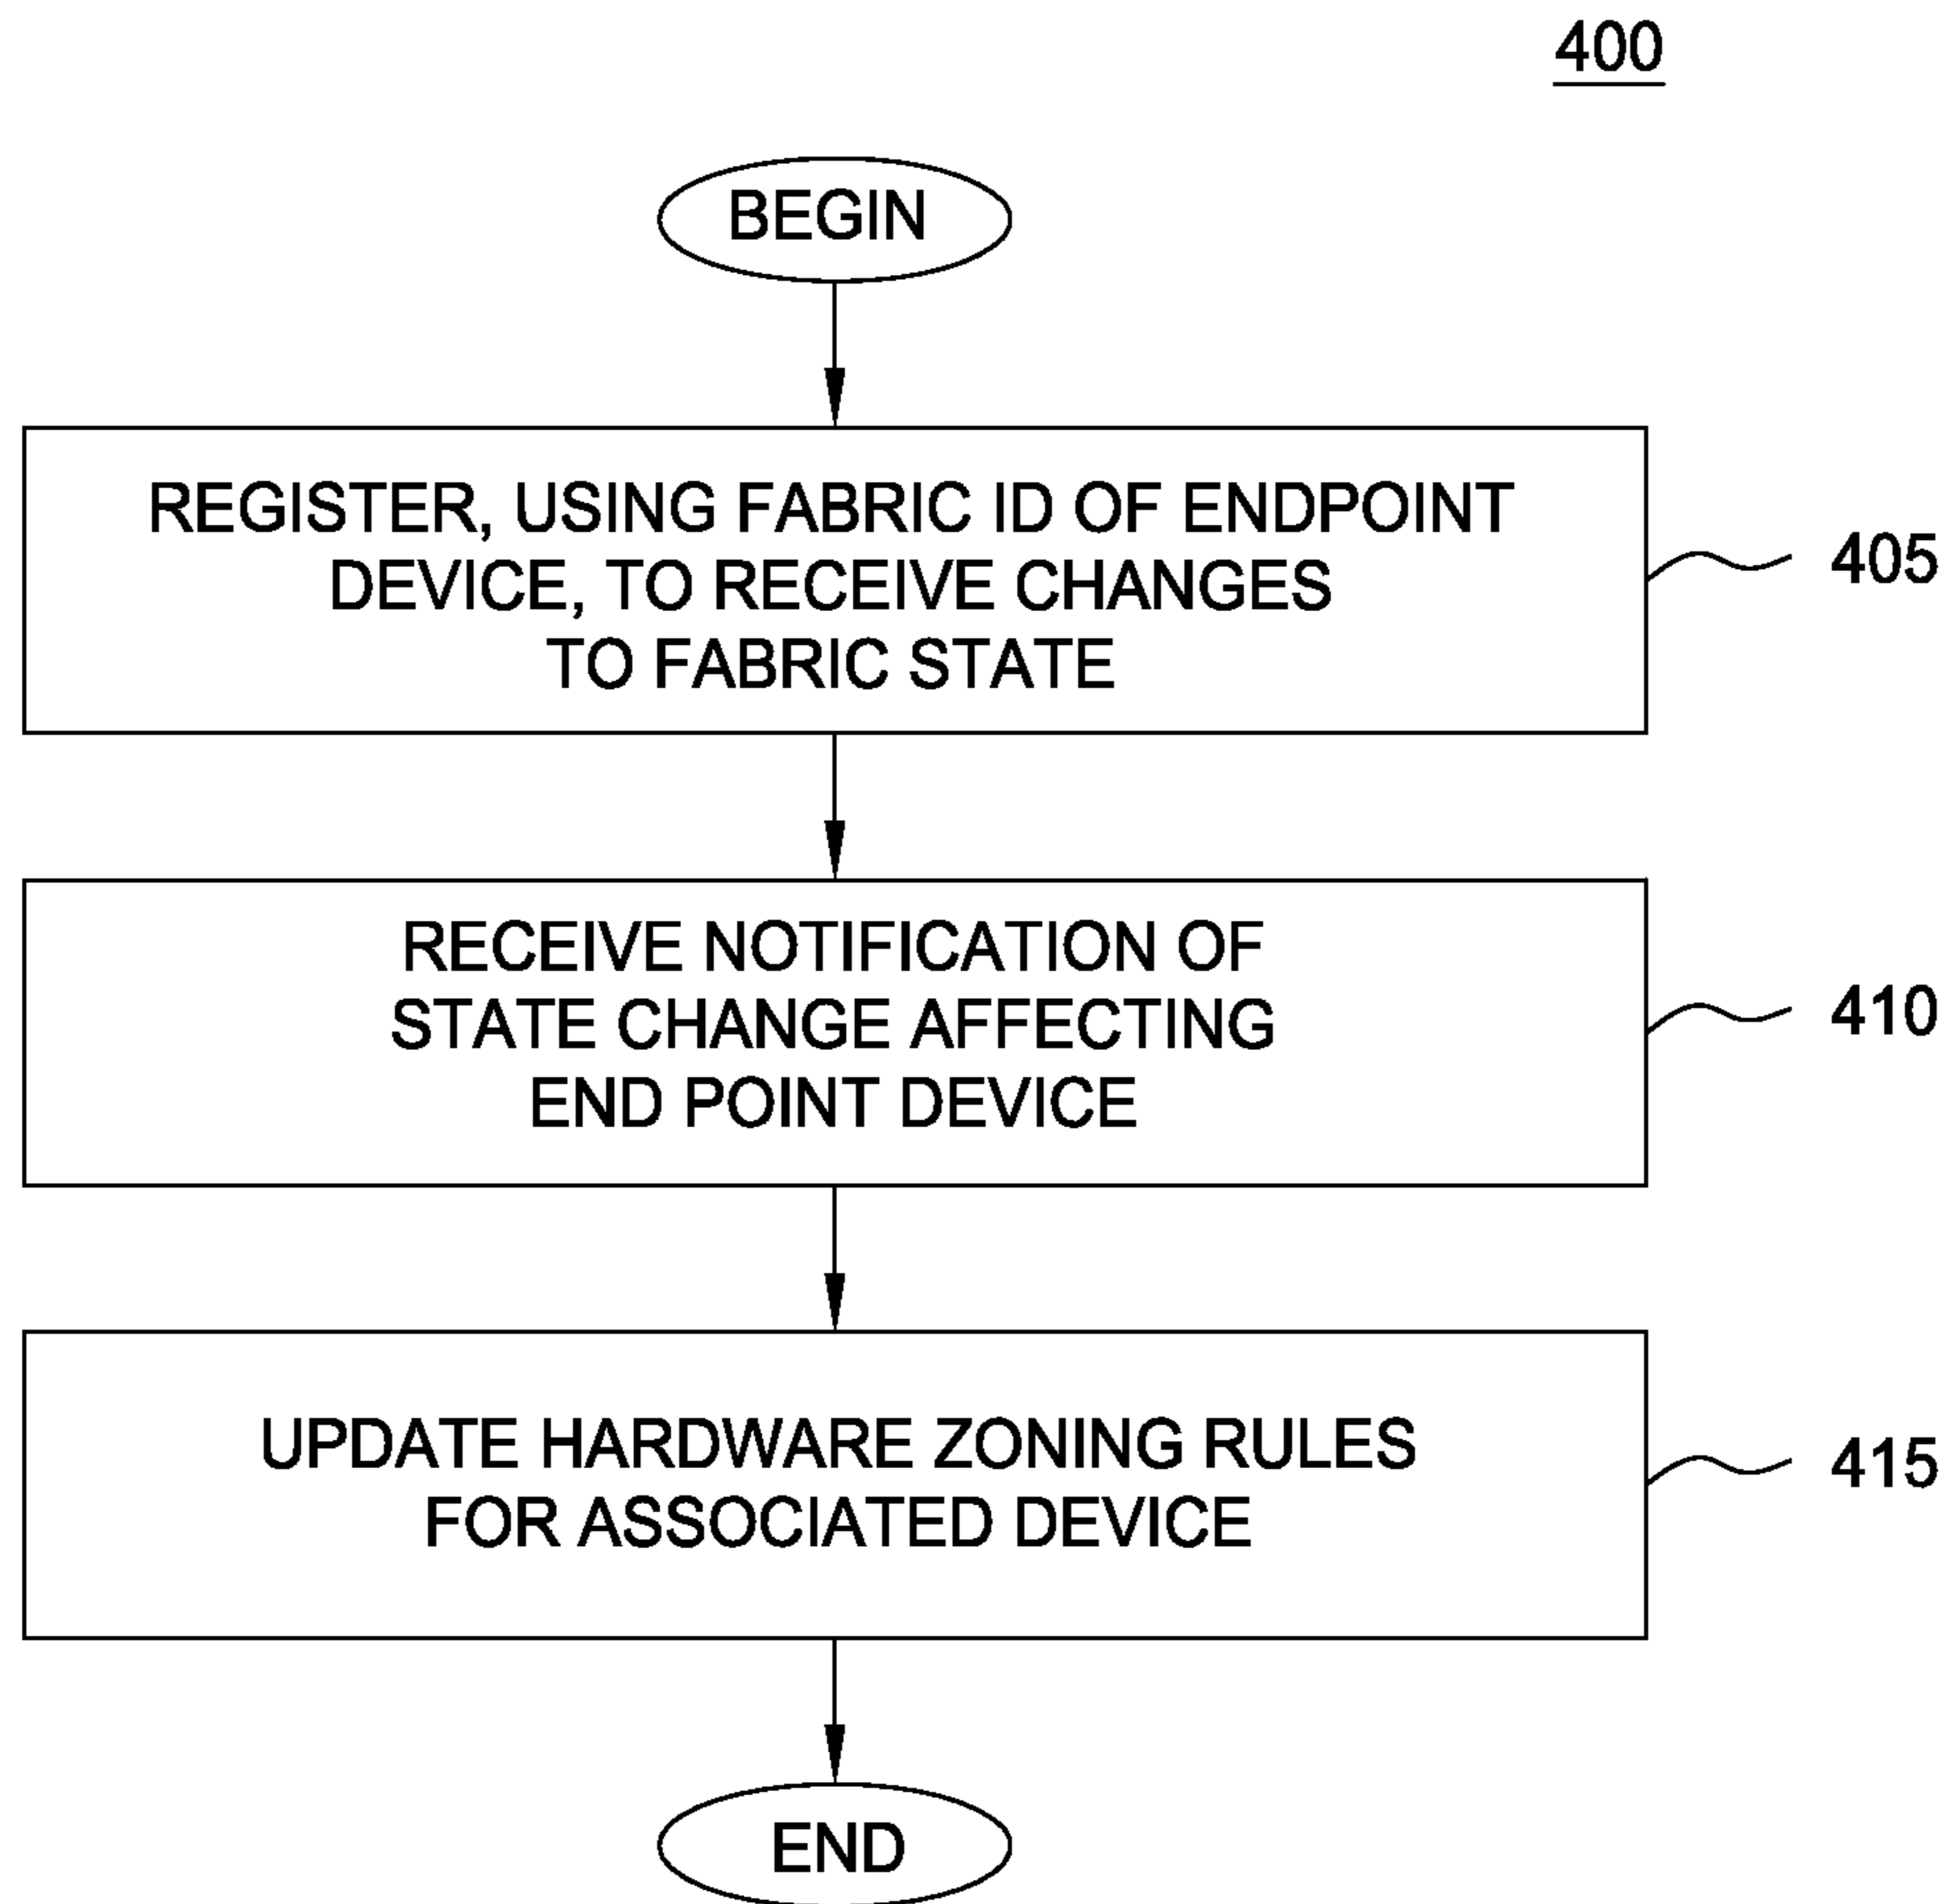 400
BEGIN
REGISTER, USING FABRIC ID OF ENDPOINT
DEVICE, TO RECEIVE CHANGES
TO FABRIC STATE
405
RECEIVE NOTIFICATION OF
STATE CHANGE AFFECTING
END POINT DEVICE
410
UPDATE HARDWARE ZONING RULES
FOR ASSOCIATED DEVICE
415
END